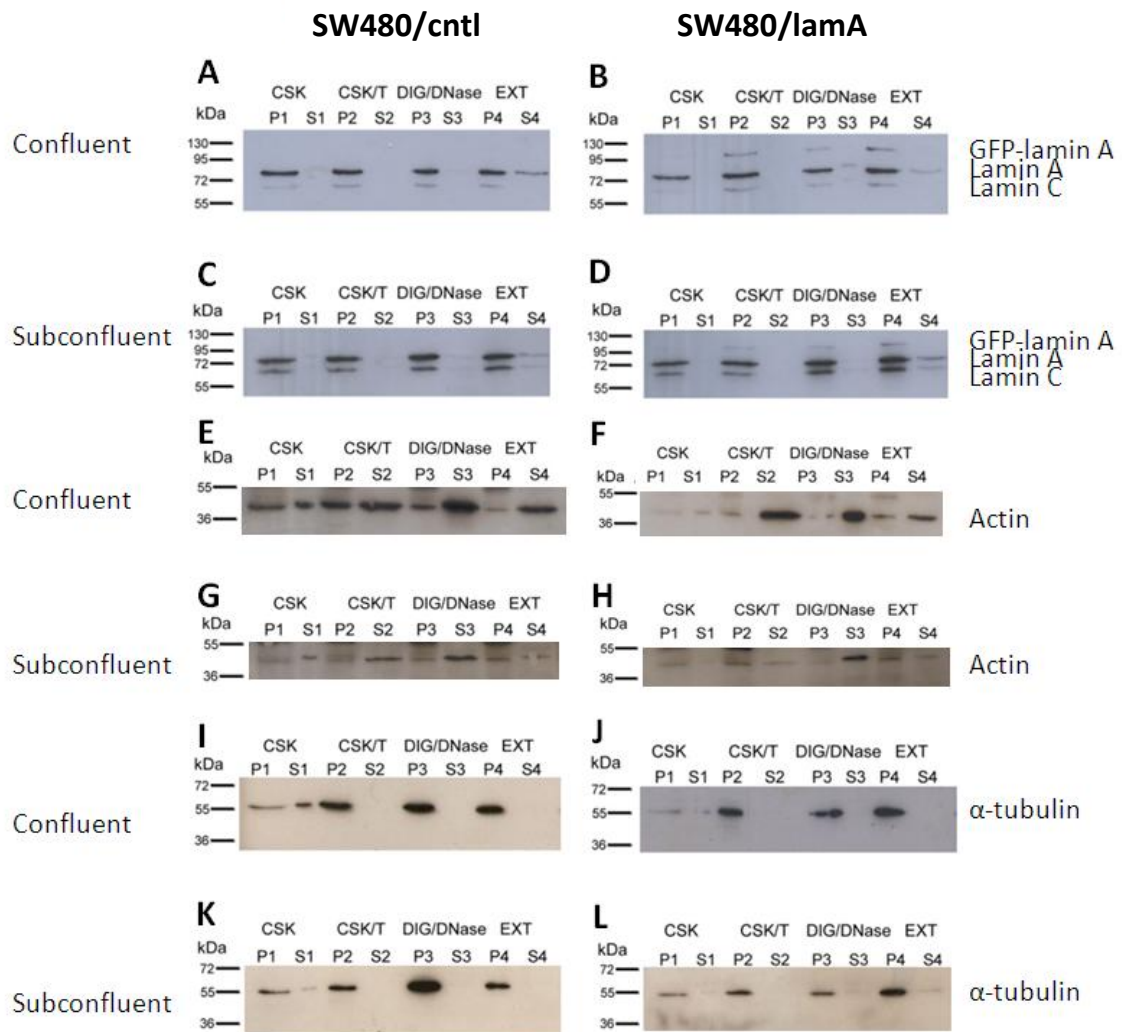 SW480/cntl SW480/lamA
A B
CSK CSK/T DIG/DNase EXT CSK CSK/T DIG/DNase EXT
kDa P1 S1 P2 S2 P3 S3 P4 S4 kDa P1 S1 P2 S2 P3 S3 P4 S4
Confluent 130 95 72 55 130 95 72 55 GFP-lamin A
Lamin A
Lamin C
C D
CSK CSK/T DIG/DNase EXT CSK CSK/T DIG/DNase EXT
kDa P1 S1 P2 S2 P3 S3 P4 S4 kDa P1 S1 P2 S2 P3 S3 P4 S4
Subconfluent 130 95 72 55 130 95 72 55 GFP-lamin A
Lamin A
Lamin C
E F
CSK CSK/T DIG/DNase EXT CSK CSK/T DIG/DNase EXT
kDa P1 S1 P2 S2 P3 S3 P4 S4 kDa P1 S1 P2 S2 P3 S3 P4 S4
Confluent 55 36 55 36 Actin
G H
CSK CSK/T DIG/DNase EXT CSK CSK/T DIG/DNase EXT
kDa P1 S1 P2 S2 P3 S3 P4 S4 kDa P1 S1 P2 S2 P3 S3 P4 S4
Subconfluent 55 36 55 36 Actin
I J
CSK CSK/T DIG/DNase EXT CSK CSK/T DIG/DNase EXT
kDa P1 S1 P2 S2 P3 S3 P4 S4 kDa P1 S1 P2 S2 P3 S3 P4 S4
Confluent 72 55 36 72 55 36 α-tubulin
K L
CSK CSK/T DIG/DNase EXT CSK CSK/T DIG/DNase EXT
kDa P1 S1 P2 S2 P3 S3 P4 S4 kDa P1 S1 P2 S2 P3 S3 P4 S4
Subconfluent 72 55 36 72 55 36 α-tubulin